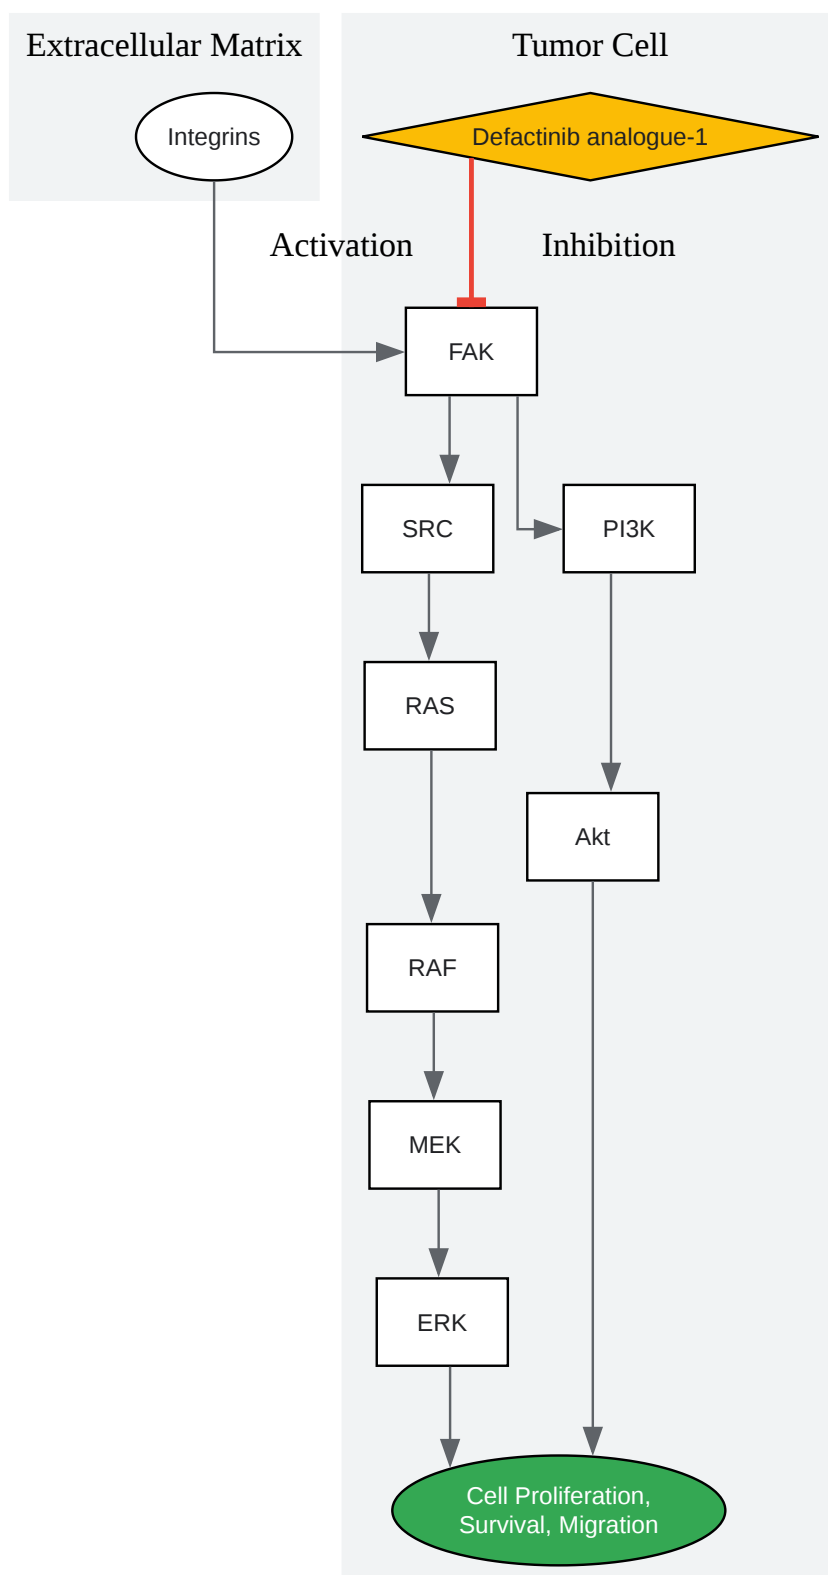 Extracellular Matrix
Tumor Cell
Integrins
Defactinib analogue-1
Activation
Inhibition
FAK
SRC
PI3K
RAS
Akt
RAF
MEK
ERK
Cell Proliferation,
Survival, Migration